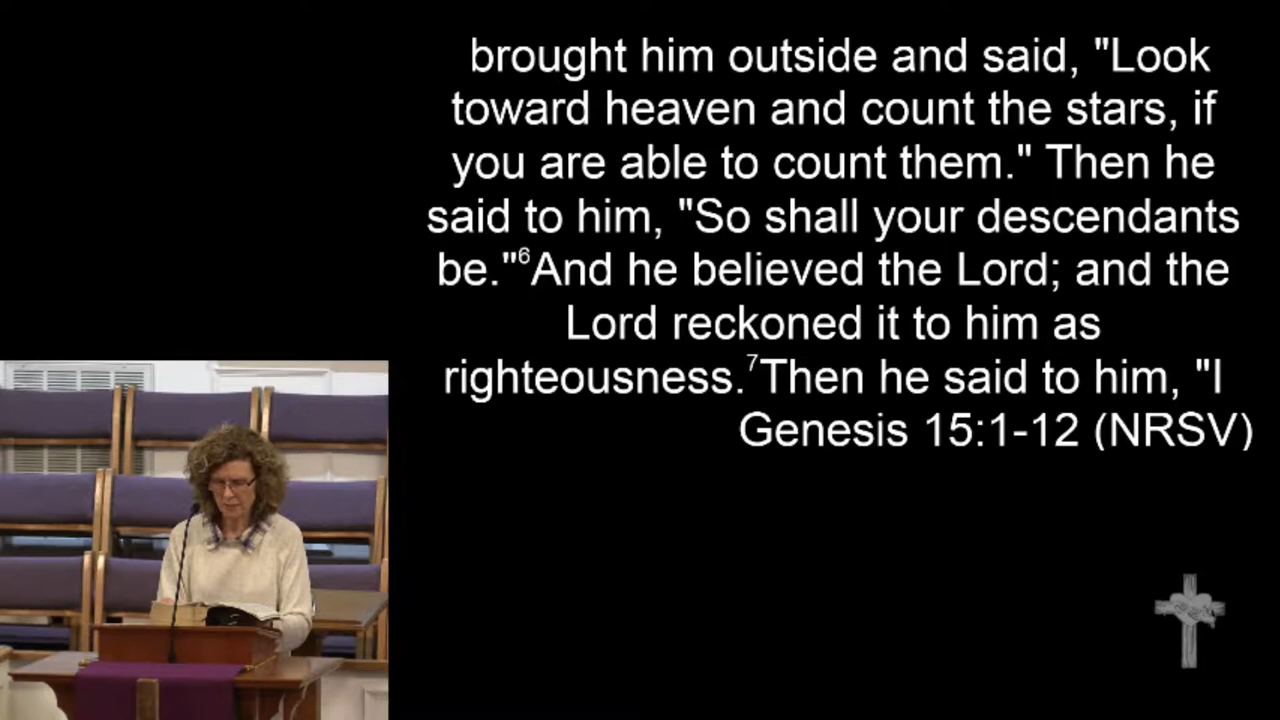 brought him outside and said, "Look
toward heaven and count the stars, if
you are able to count them." Then he
said to him, "So shall your descendants
be."⁶And he believed the Lord; and the
Lord reckoned it to him as
righteousness.⁷Then he said to him, "I
Genesis 15:1-12 (NRSV)